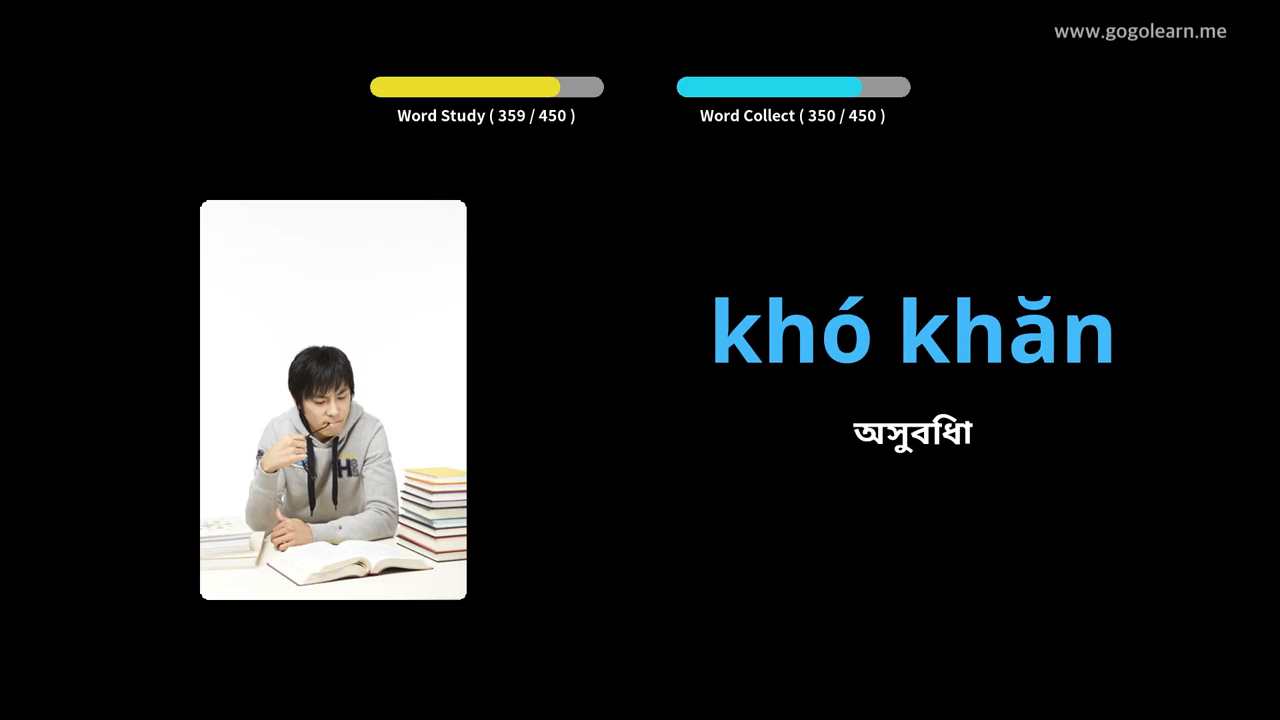 www.gogolearn.me
Word Study ( 359 / 450 )
Word Collect ( 350 / 450 )
khó khăn
অসুবিধা
H